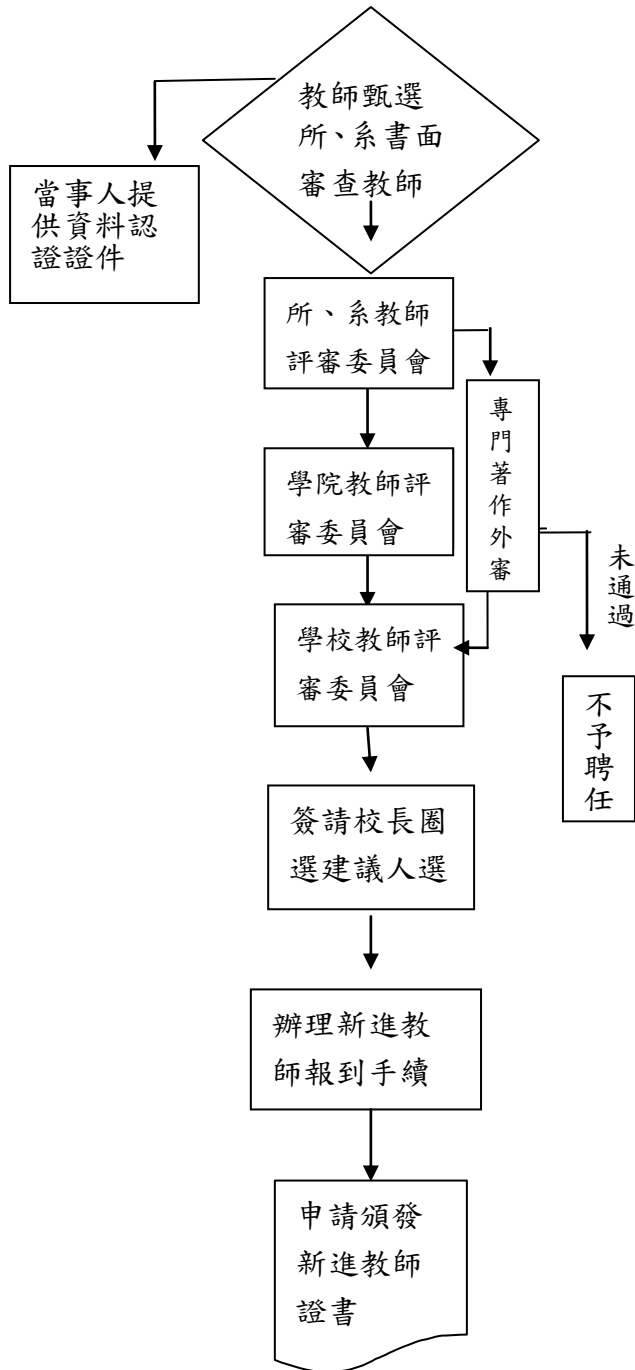 教師甄選
所、系書面
審查教師
當事人提
供資料認
證證件
所、系教師
評審委員會
專門著作外審
學院教師評
審委員會
未通過
學校教師評
審委員會
不予聘任
簽請校長圈
選建議人選
辦理新進教
師報到手續
申請頒發
新進教師
證書